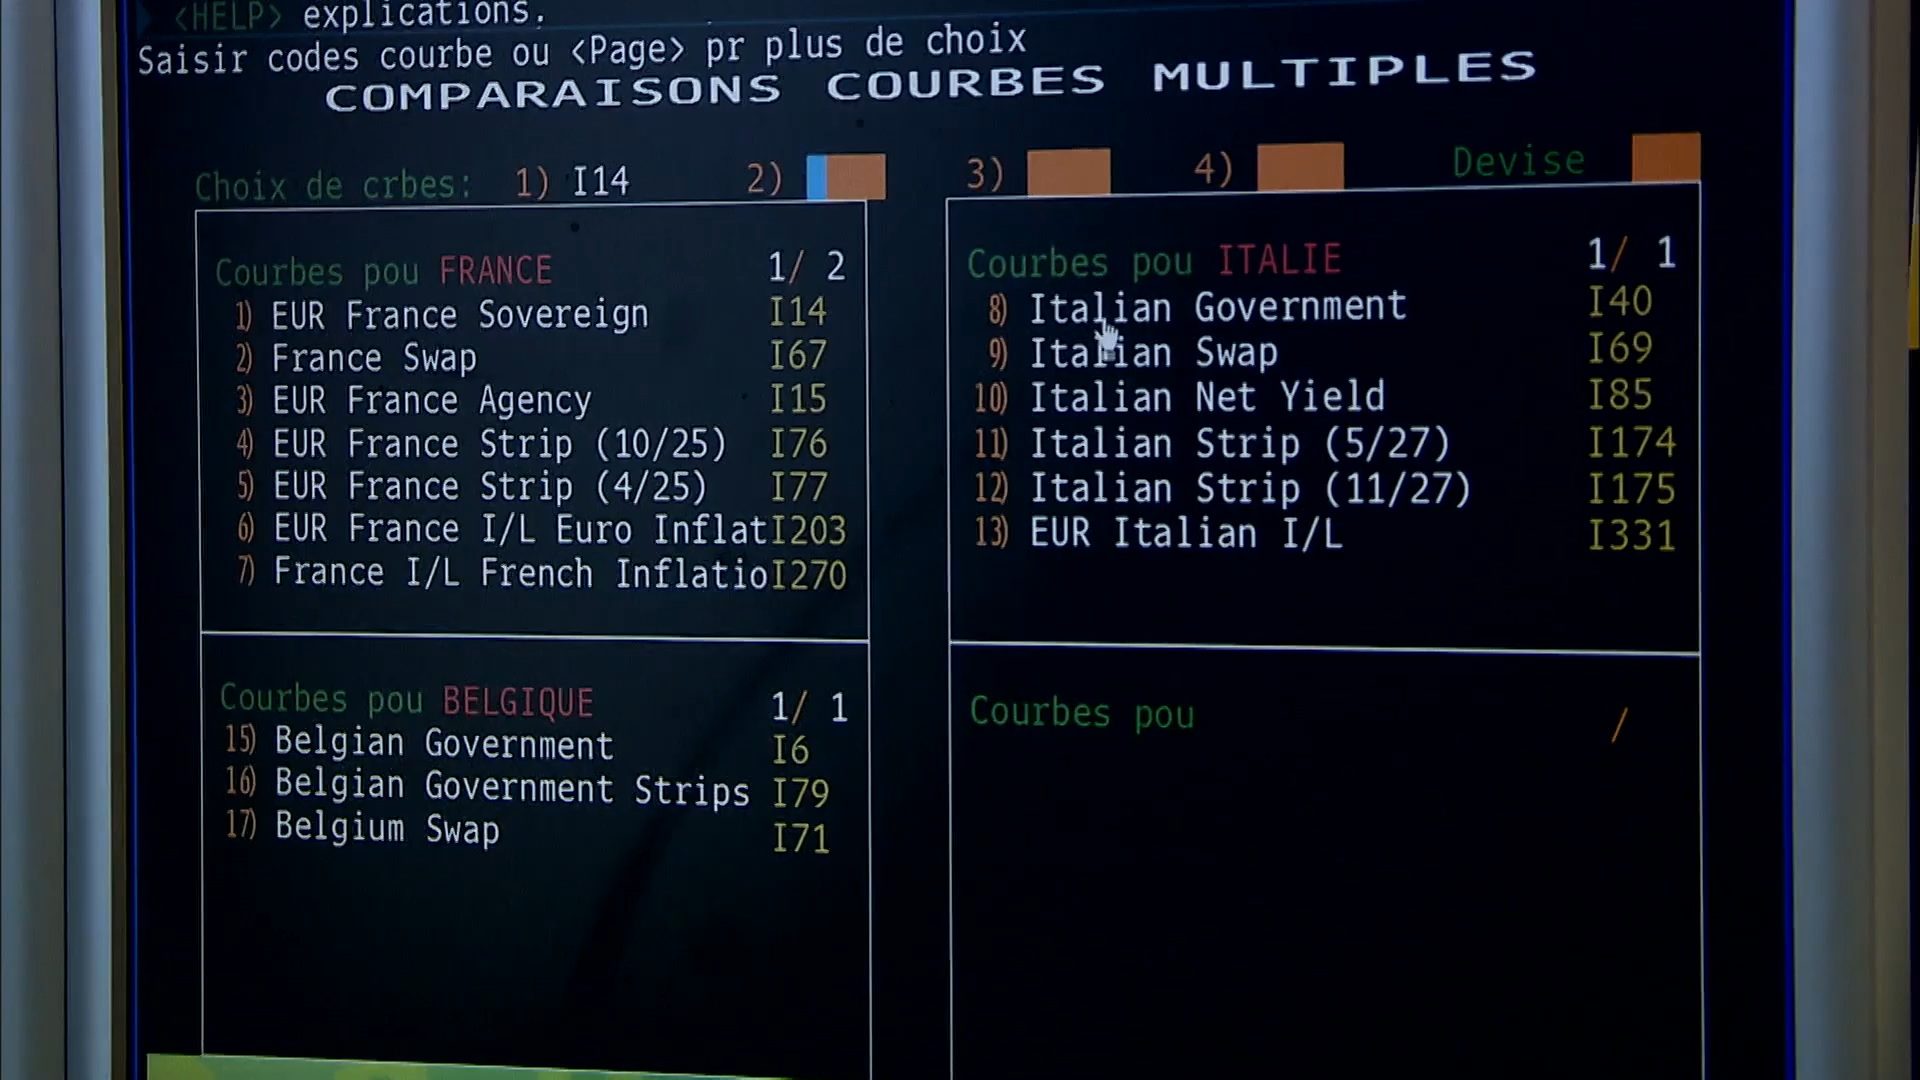 <HELP> explications.
Saisir codes courbe ou <Page> pr plus de choix
COMPARAISONS COURBES MULTIPLES
Choix de crbes: 1) I14 2) 3) 4) Devise
Courbes pou FRANCE 1/ 2
1) EUR France Sovereign I14
2) France Swap I67
3) EUR France Agency I15
4) EUR France Strip (10/25) I76
5) EUR France Strip (4/25) I77
6) EUR France I/L Euro InflatI203
7) France I/L French InflatioI270
Courbes pou ITALIE 1/ 1
8) Italian Government I40
9) Italian Swap I69
10) Italian Net Yield I85
11) Italian Strip (5/27) I174
12) Italian Strip (11/27) I175
13) EUR Italian I/L I331
Courbes pou BELGIQUE 1/ 1
15) Belgian Government I6
16) Belgian Government Strips I79
17) Belgium Swap I71
Courbes pou /